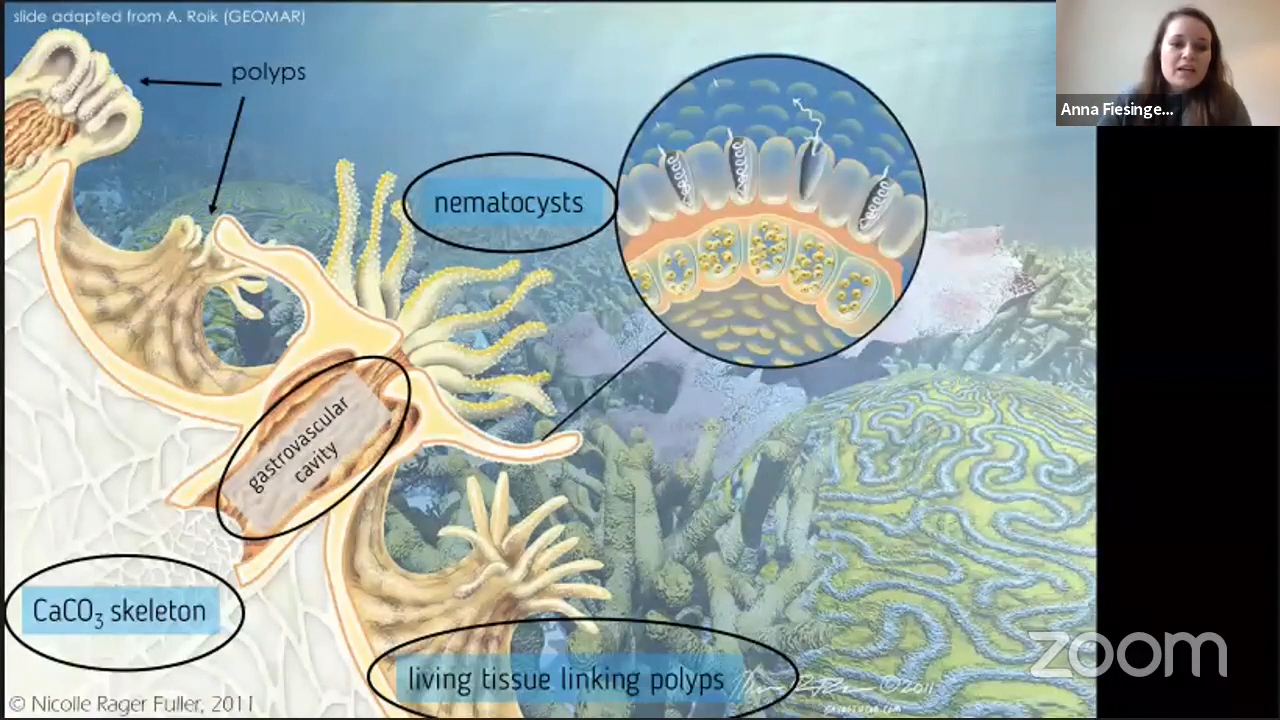 slide adapted from A. Roik (GEOMAR)
polyps
Anna Fiesinge...
nematocysts
gastrovascular
cavity
CaCO₃ skeleton
living tissue linking polyps
©2011
© Nicolle Rager Fuller, 2011
zoom